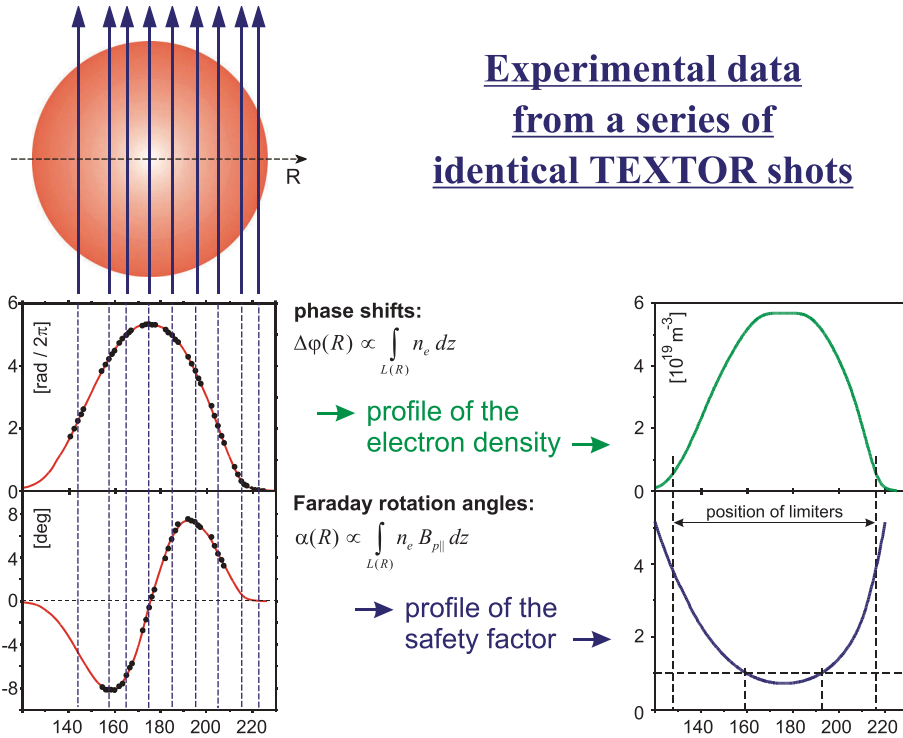 Experimental data
from a series of
identical TEXTOR shots
R
6
4
2
0
[rad / 2π]
phase shifts:
Δφ(R) ∝ ∫ n_e dz
L(R)
profile of the
electron density
6
4
2
0
[10^19 m^-3]
8
4
0
-4
-8
[deg]
140 160 180 200 220
Faraday rotation angles:
α(R) ∝ ∫ n_e B_p|| dz
L(R)
profile of the
safety factor
position of limiters
4
2
0
140 160 180 200 220